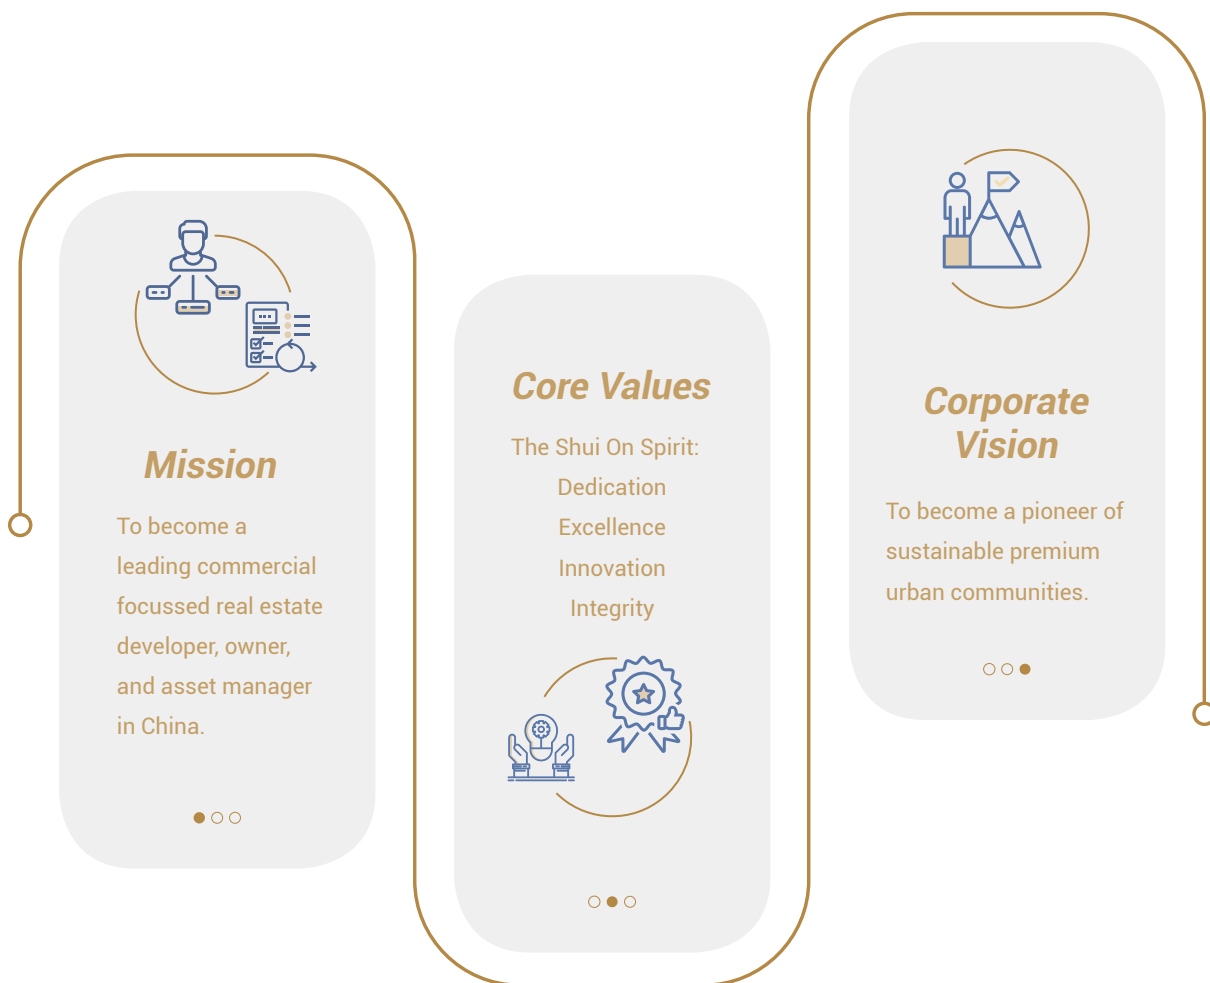 Mission
To become a
leading commercial
focussed real estate
developer, owner,
and asset manager
in China.
Core Values
The Shui On Spirit:
Dedication
Excellence
Innovation
Integrity
Corporate
Vision
To become a pioneer of
sustainable premium
urban communities.